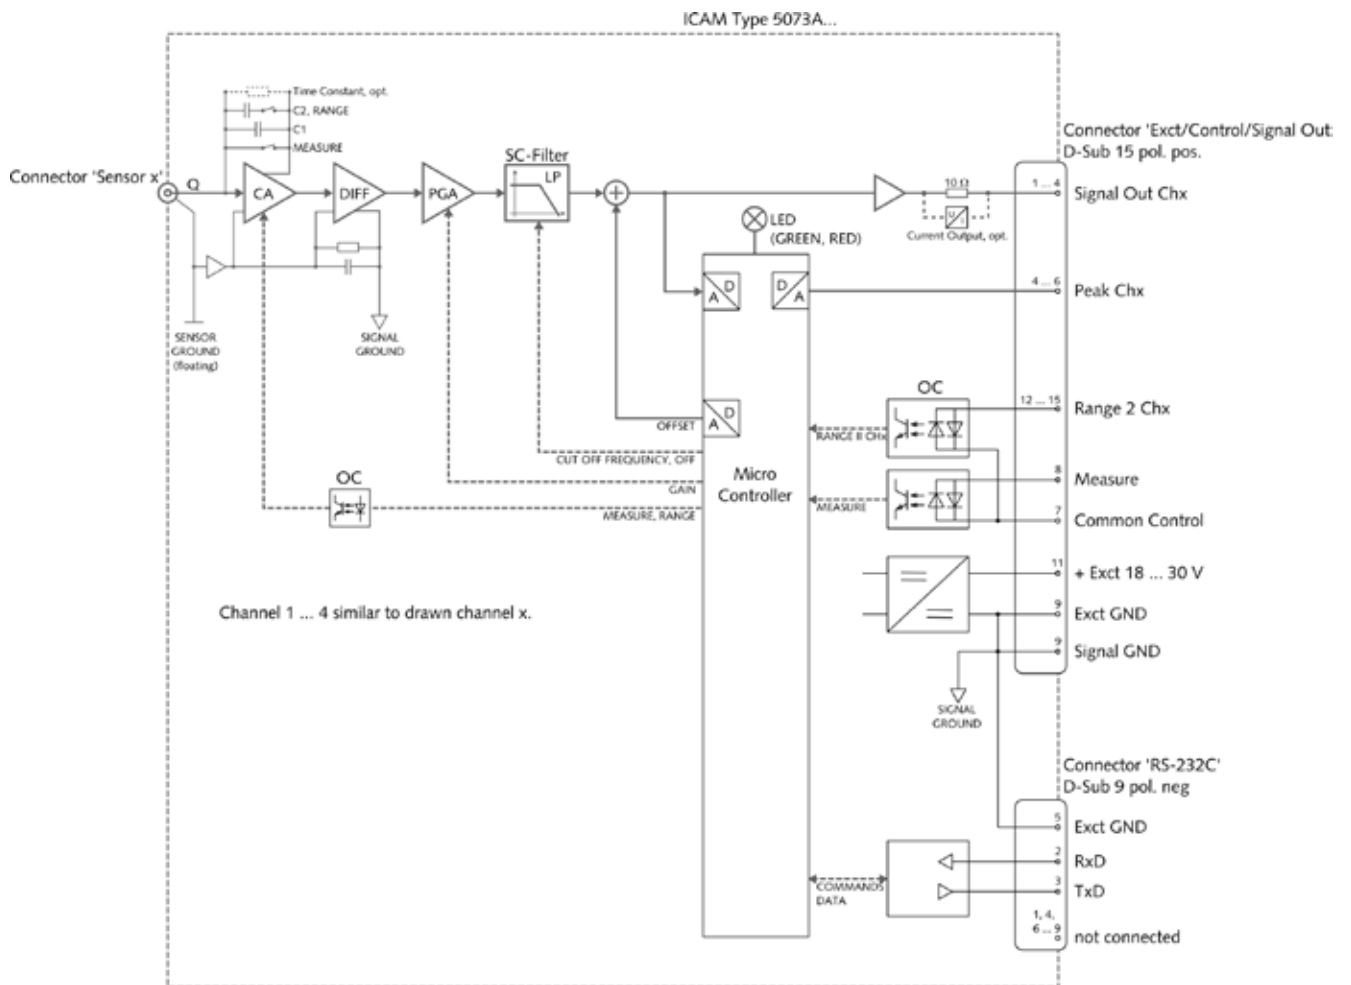 ICAM Type 5073A...
Time Constant, opt.
C2, RANGE
C1
MEASURE
Connector 'Sensor x'
Q
CA
DIFF
PGA
SC-Filter
LP
+
10 Ω
U
I
Current Output, opt.
LED
(GREEN, RED)
Connector 'Exct/Control/Signal Out:
D-Sub 15 pol. pos.
1 ... 4
Signal Out Chx
4 ... 6
Peak Chx
A
D
D
A
SENSOR
GROUND
(floating)
SIGNAL
GROUND
OC
12 ... 15
Range 2 Chx
RANGE II CHx
OFFSET
A
D
CUT OFF FREQUENCY, OFF
GAIN
OC
MEASURE, RANGE
Micro
Controller
MEASURE
8
Measure
7
Common Control
11
+ Exct 18 ... 30 V
9
Exct GND
9
Signal GND
SIGNAL
GROUND
Channel 1 ... 4 similar to drawn channel x.
Connector 'RS-232C'
D-Sub 9 pol. neg
5
Exct GND
2
RxD
3
TxD
COMMANDS
DATA
1, 4,
6 ... 9
not connected